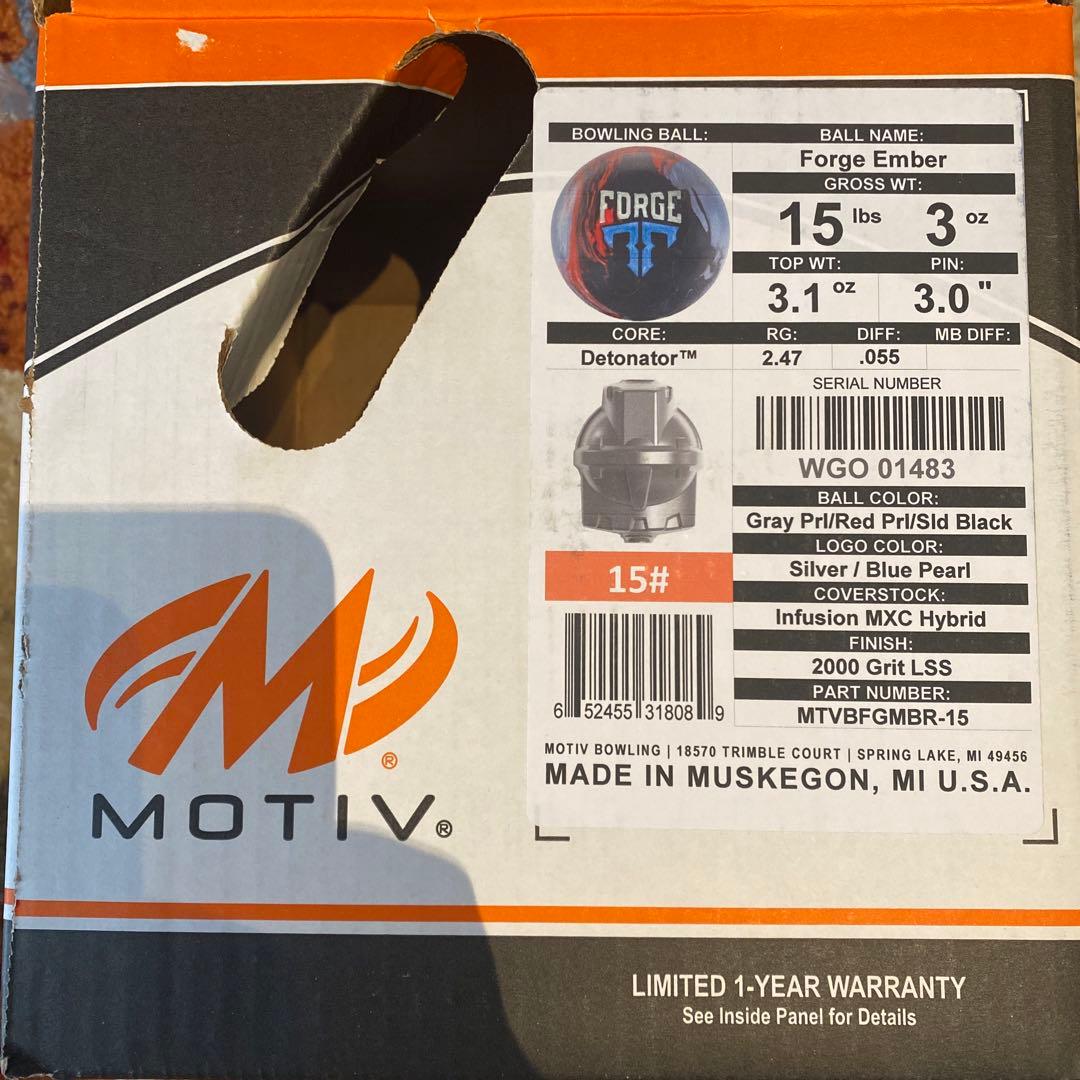 BOWLING BALL:
FORGE
BALL NAME:
Forge Ember
GROSS WT:
15 lbs 3 oz
TOP WT: PIN:
3.1 oz 3.0 "
CORE: RG: DIFF: MB DIFF:
Detonator™ 2.47 .055
SERIAL NUMBER
WGO 01483
BALL COLOR:
Gray Prl/Red Prl/Sld Black
LOGO COLOR:
Silver / Blue Pearl
COVERSTOCK:
Infusion MXC Hybrid
FINISH:
2000 Grit LSS
PART NUMBER:
MTVBFGMBR-15
15#
6 52455 31808 9
MOTIV BOWLING | 18570 TRIMBLE COURT | SPRING LAKE, MI 49456
MADE IN MUSKEGON, MI U.S.A.
M®
MOTIV®
LIMITED 1-YEAR WARRANTY
See Inside Panel for Details